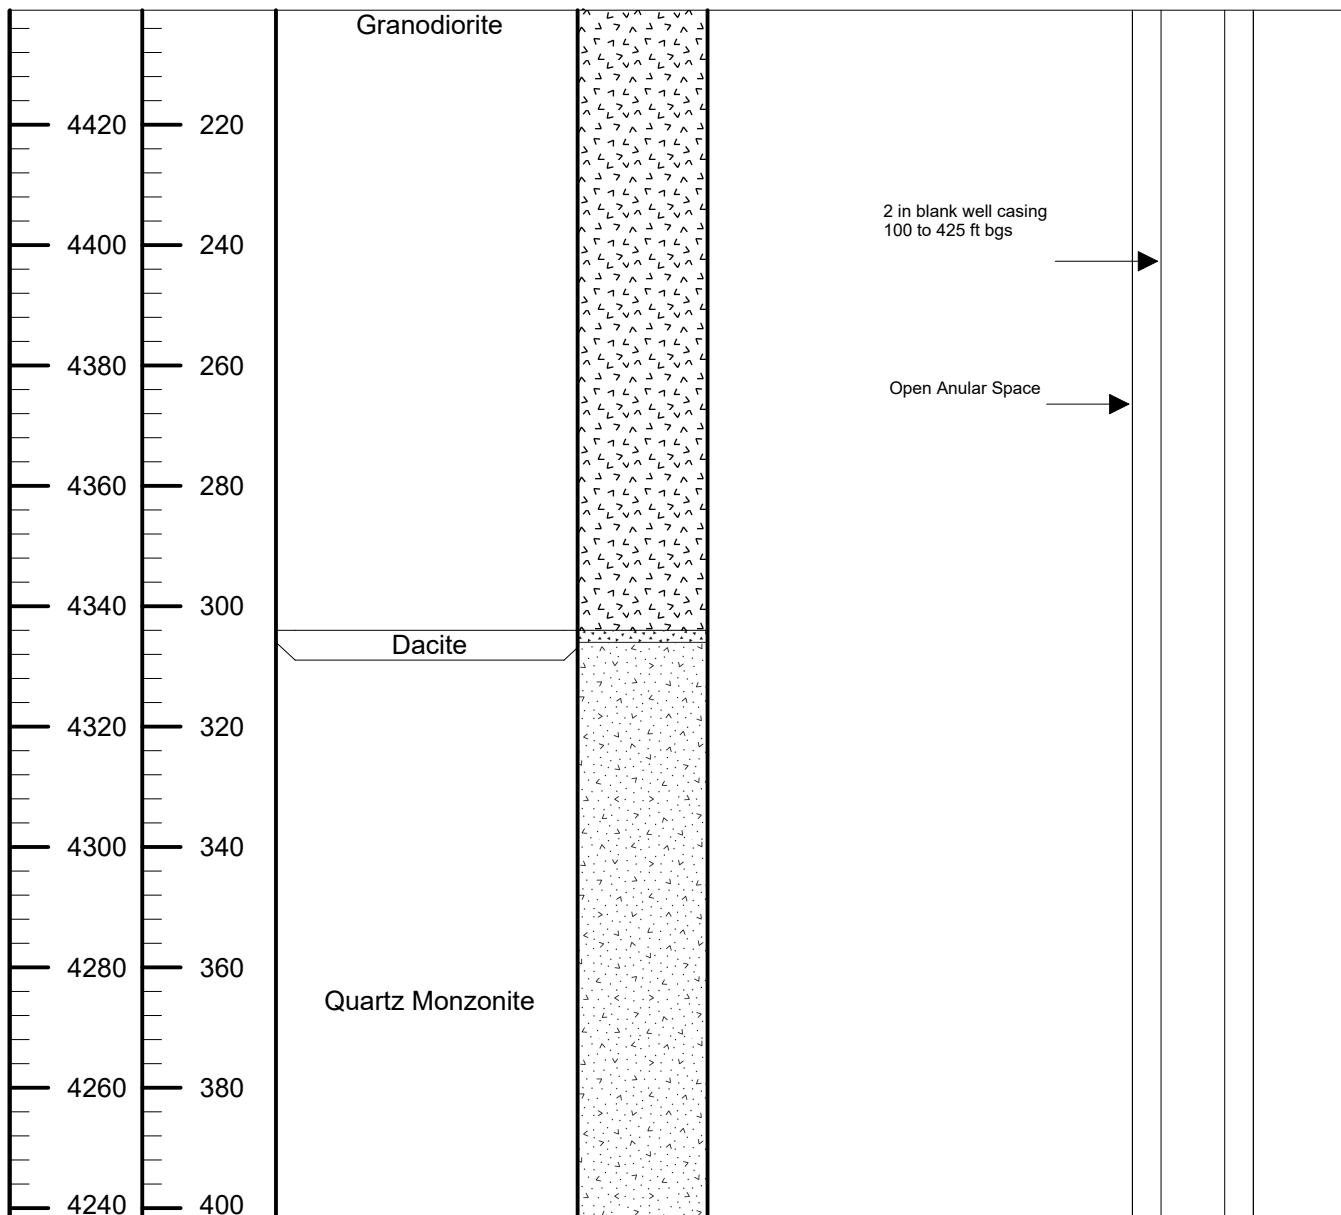 Granodiorite
4420 220
2 in blank well casing
100 to 425 ft bgs
4400 240
4380 260
Open Anular Space
4360 280
4340 300
Dacite
4320 320
4300 340
4280 360
Quartz Monzonite
4260 380
4240 400